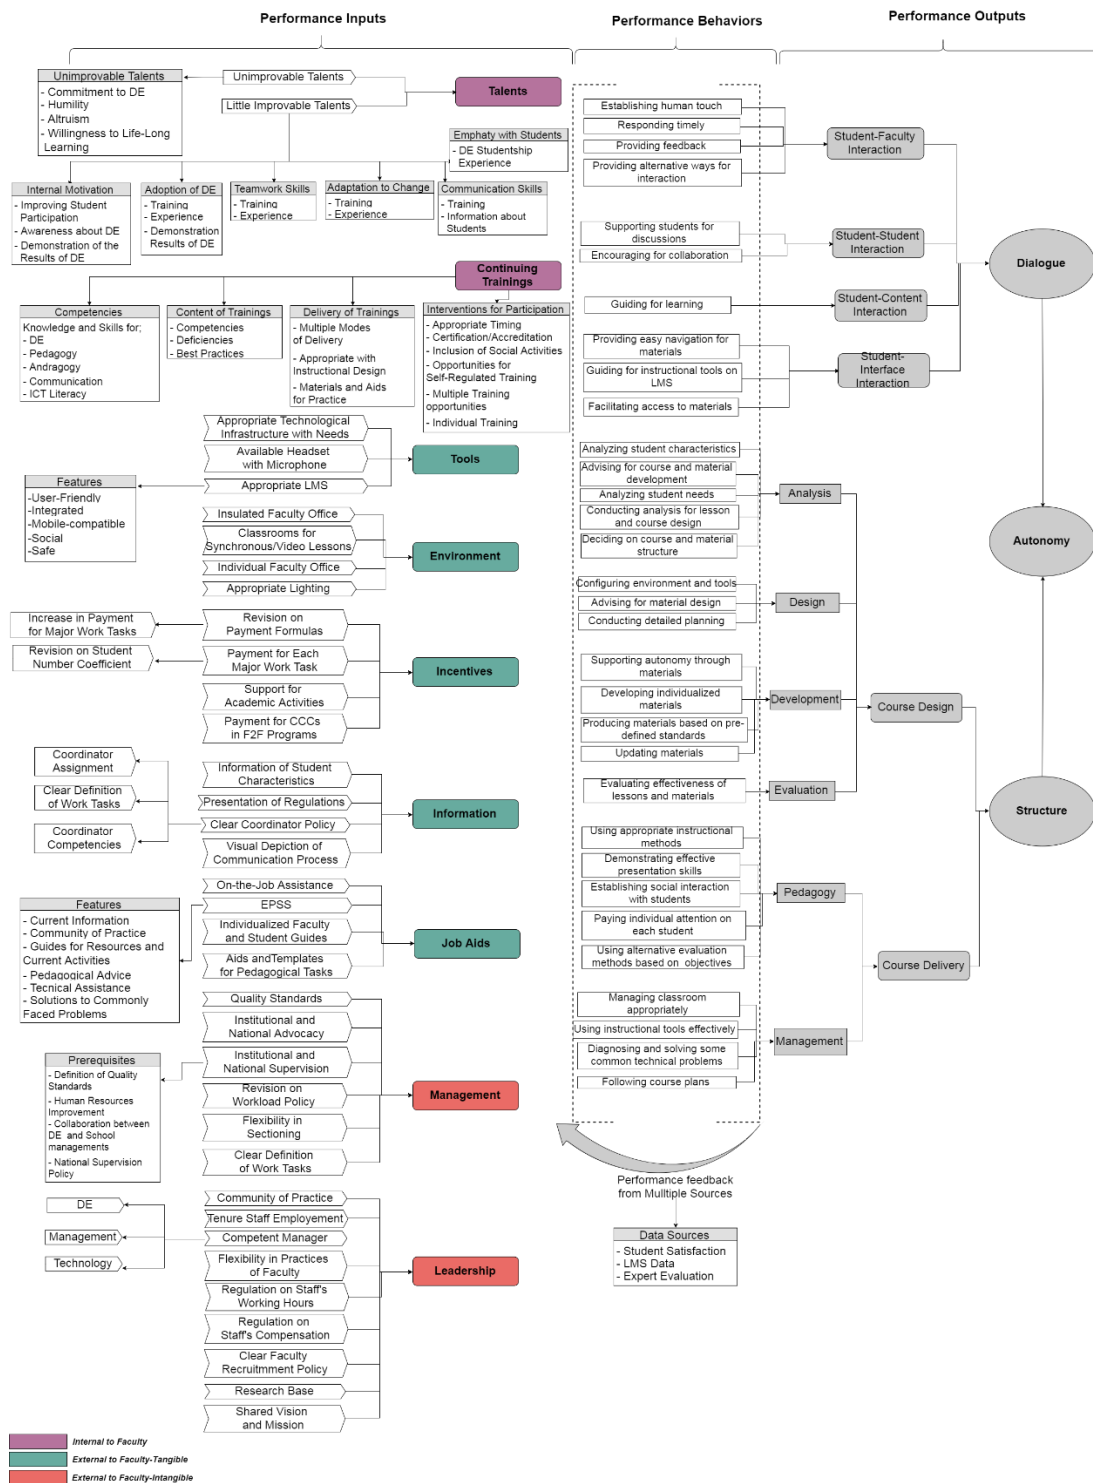 Performance Inputs
Performance Behaviors
Performance Outputs
Unimprovable Talents
- Commitment to DE
- Humility
- Altruism
- Willingness to Life-Long
Learning
Unimprovable Talents
Little Improvable Talents
Talents
Emphaty with Students
- DE Studentship
Experience
Internal Motivation
- Improving Student
Participation
- Awareness about DE
- Demonstration of the
Results of DE
Adoption of DE
- Training
- Experience
- Demonstration
Results of DE
Teamwork Skills
- Training
- Experience
Adaptation to Change
- Training
- Experience
Communication Skills
- Training
- Information about
Students
Continuing
Trainings
Competencies
Knowledge and Skills for;
- DE
- Pedagogy
- Andragogy
- Communication
- ICT Literacy
Content of Trainings
- Competencies
- Deficiencies
- Best Practices
Delivery of Trainings
- Multiple Modes
of Delivery
- Appropriate with
Instructional Design
- Materials and Aids
for Practice
Interventions for Participation
- Appropriate Timing
- Certification/Accreditation
- Inclusion of Social Activities
- Opportunities for
Self-Regulated Training
- Multiple Training
opportunities
- Individual Training
Appropriate Technological
Infrastructure with Needs
Available Headset
with Microphone
Appropriate LMS
Tools
Features
-User-Friendly
-Integrated
-Mobile-compatible
-Social
-Safe
Insulated Faculty Office
Classrooms for
Synchronous/Video Lessons
Individual Faculty Office
Appropriate Lighting
Environment
Increase in Payment
for Major Work Tasks
Revision on Student
Number Coefficient
Revision on
Payment Formulas
Payment for Each
Major Work Task
Support for
Academic Activities
Payment for CCCs
in F2F Programs
Incentives
Coordinator
Assignment
Clear Definition
of Work Tasks
Coordinator
Competencies
Information of Student
Characteristics
Presentation of Regulations
Clear Coordinator Policy
Visual Depiction of
Communication Process
Information
Features
- Current Information
- Community of Practice
- Guides for Resources and
Current Activities
- Pedagogical Advice
- Tecnical Assistance
- Solutions to Commonly
Faced Problems
On-the-Job Assistance
EPSS
Individualized Faculty
and Student Guides
Aids andTemplates
for Pedagogical Tasks
Job Aids
Prerequisites
- Definition of Quality
Standards
- Human Resources
Improvement
- Collaboration between
DE and School
managements
- National Supervision
Policy
Quality Standards
Institutional and
National Advocacy
Institutional and
National Supervision
Revision on
Workload Policy
Flexibility in
Sectioning
Clear Definition
of Work Tasks
Management
DE
Management
Technology
Community of Practice
Tenure Staff Employement
Competent Manager
Flexibility in Practices
of Faculty
Regulation on Staff's
Working Hours
Regulation on
Staff's Compensation
Clear Faculty
Recruitmment Policy
Research Base
Shared Vision
and Mission
Leadership
Establishing human touch
Responding timely
Providing feedback
Providing alternative ways for
interaction
Supporting students for
discussions
Encouraging for collaboration
Guiding for learning
Providing easy navigation for
materials
Guiding for instructional tools on
LMS
Facilitating access to materials
Analyzing student characteristics
Advising for course and material
development
Analyzing student needs
Conducting analysis for lesson
and course design
Deciding on course and material
structure
Configuring environment and tools
Advising for material design
Conducting detailed planning
Supporting autonomy through
materials
Developing individualized
materials
Producing materials based on pre-
defined standards
Updating materials
Evaluating effectiveness of
lessons and materials
Using appropriate instructional
methods
Demonstrating effective
presentation skills
Establishing social interaction
with students
Paying individual attention on
each student
Using alternative evaluation
methods based on objectives
Managing classroom
appropriately
Using instructional tools effectively
Diagnosing and solving some
common technical problems
Following course plans
Performance feedback
from Mulltiple Sources
Data Sources
- Student Satisfaction
- LMS Data
- Expert Evaluation
Student-Faculty
Interaction
Student-Student
Interaction
Student-Content
Interaction
Student-
Interface
Interaction
Analysis
Design
Development
Evaluation
Pedagogy
Management
Course Design
Course Delivery
Dialogue
Autonomy
Structure
Internal to Faculty
External to Faculty-Tangible
External to Faculty-Intangible